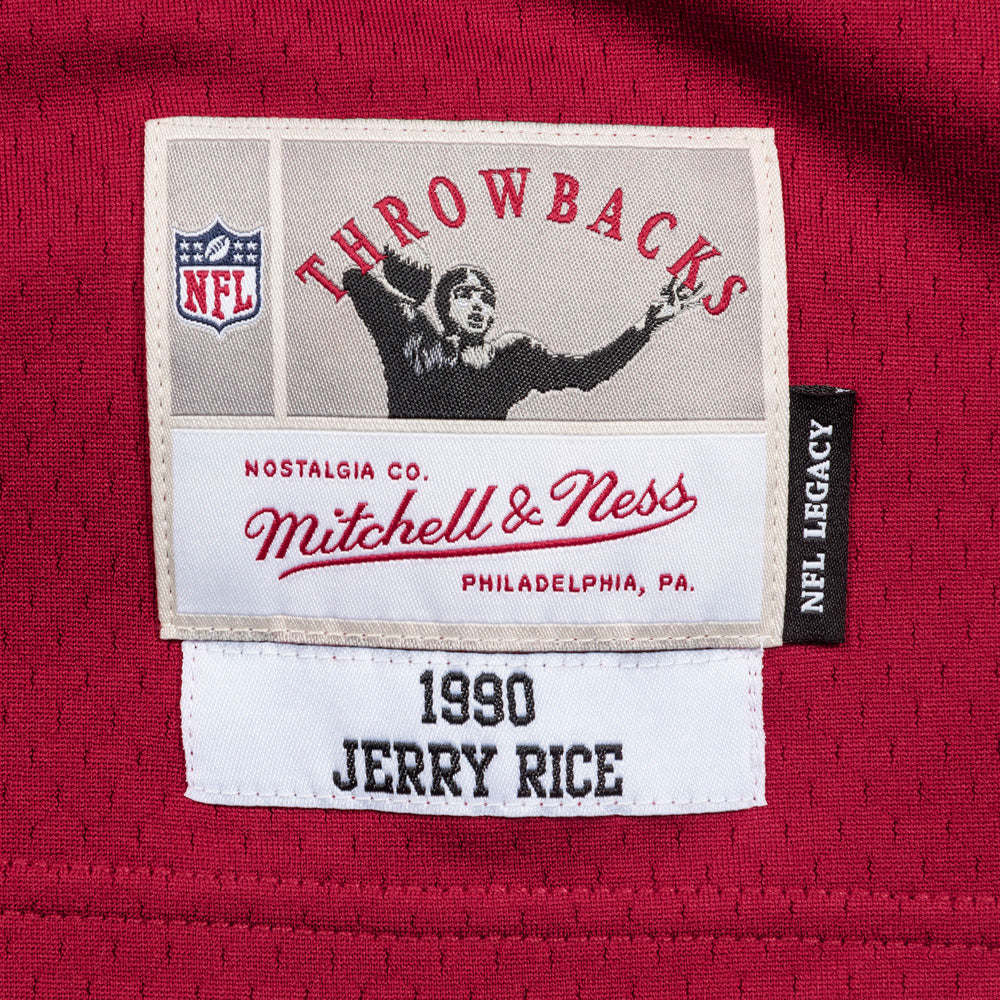 THROWBACKS
NFL
NOSTALGIA CO.
Mitchell & Ness
PHILADELPHIA, PA.
NFL LEGACY
1990
JERRY RICE